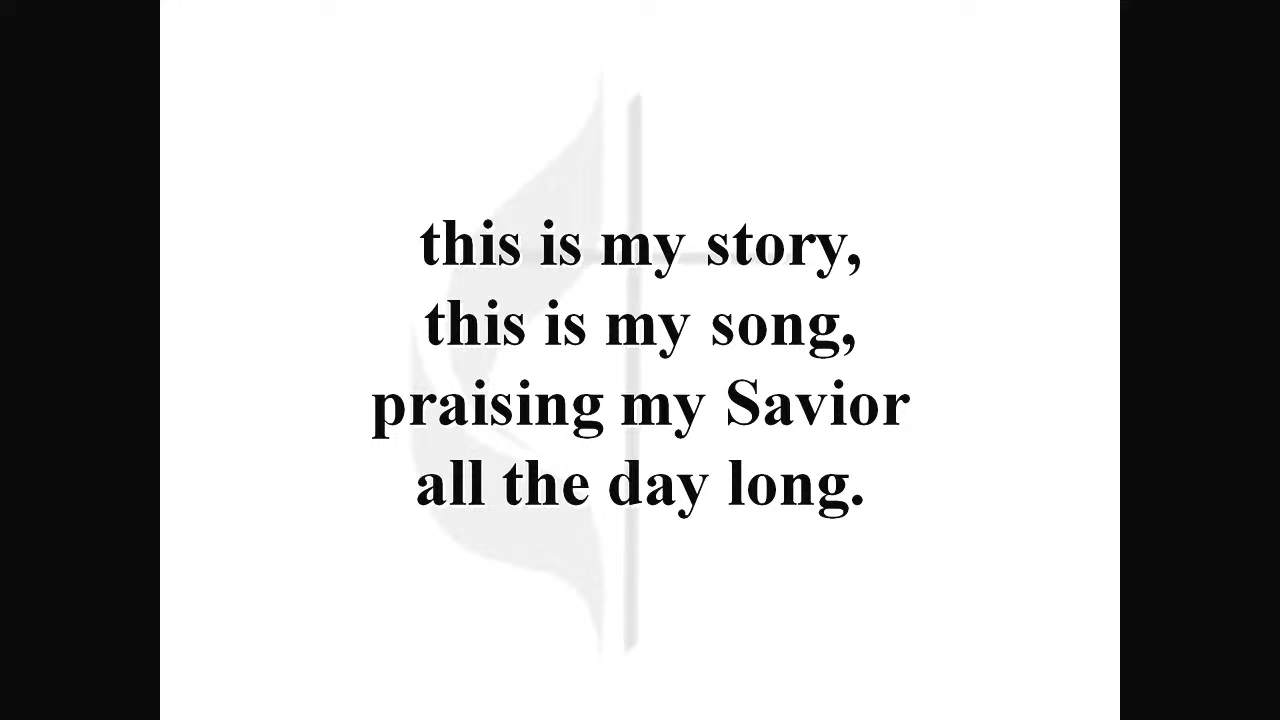 this is my story,
this is my song,
praising my Savior
all the day long.